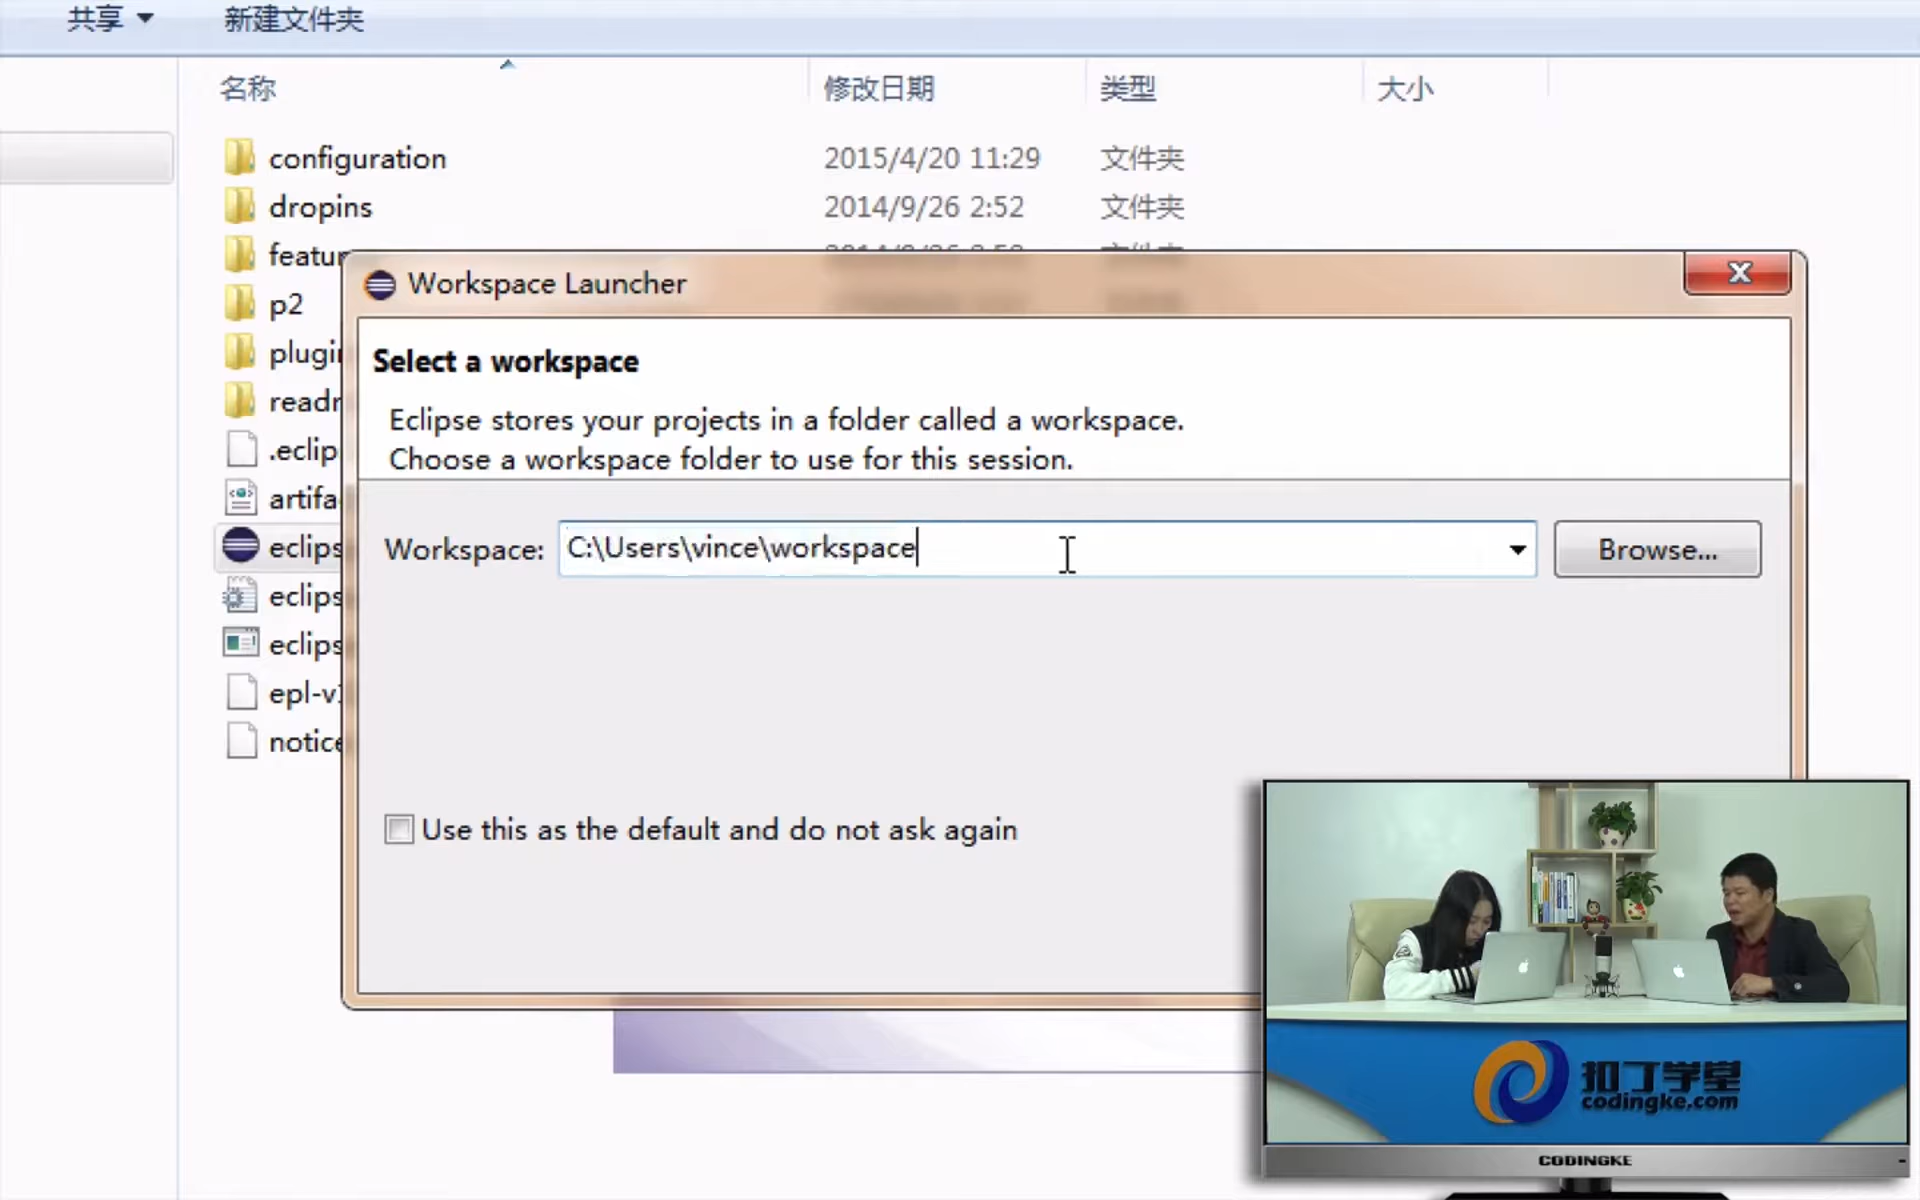 共享 新建文件夹
名称 修改日期 类型 大小
configuration 2015/4/20 11:29 文件夹
dropins 2014/9/26 2:52 文件夹
featur
p2
plugi
read
.eclip
artifa
eclips
eclips
eclips
epl-v
notice
Workspace Launcher
Select a workspace
Eclipse stores your projects in a folder called a workspace.
Choose a workspace folder to use for this session.
Workspace: C:\Users\vince\workspace Browse...
Use this as the default and do not ask again
扣丁学堂
codingke.com
CODINGKE